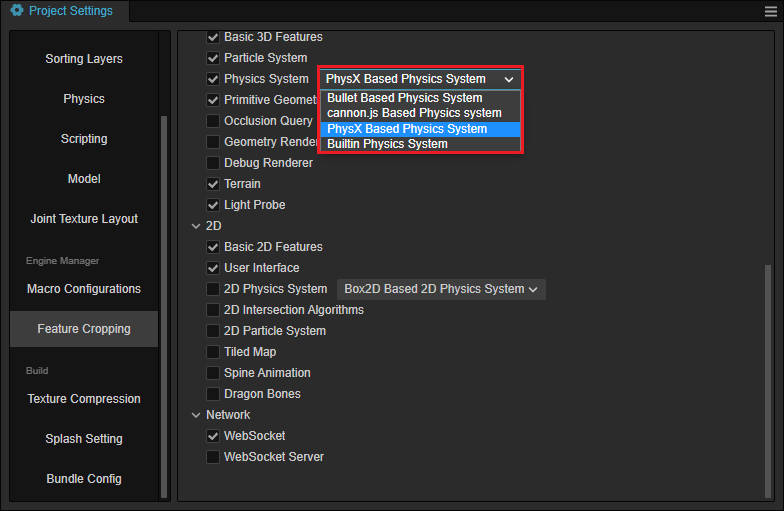 Project Settings
Sorting Layers
Physics
Scripting
Model
Joint Texture Layout
Engine Manager
Macro Configurations
Feature Cropping
Build
Texture Compression
Splash Setting
Bundle Config
Basic 3D Features
Particle System
Physics System PhysX Based Physics System
Bullet Based Physics System
cannon.js Based Physics system
PhysX Based Physics System
Builtin Physics System
Primitive Geomet
Occlusion Query
Geometry Render
Debug Renderer
Terrain
Light Probe
2D
Basic 2D Features
User Interface
2D Physics System Box2D Based 2D Physics System
2D Intersection Algorithms
2D Particle System
Tiled Map
Spine Animation
Dragon Bones
Network
WebSocket
WebSocket Server